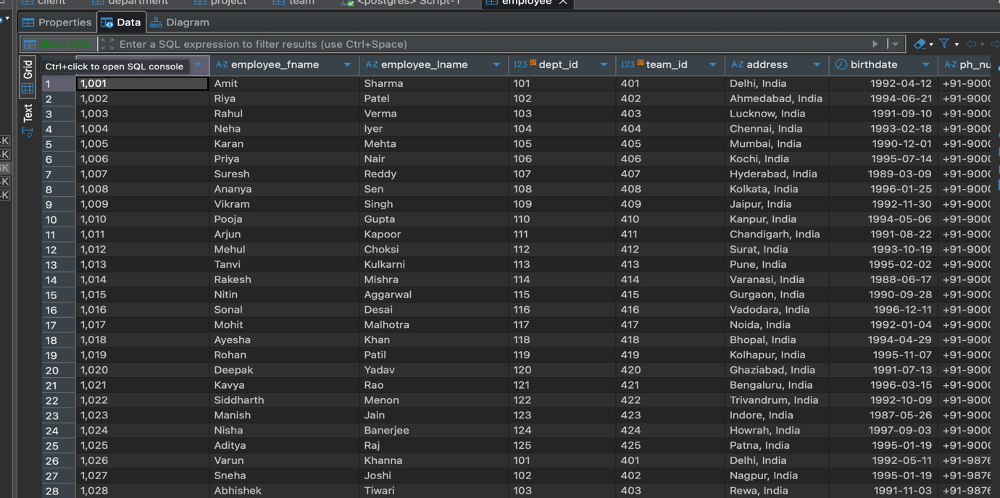 client department project team <postgres> Script-1 employee
Properties Data Diagram
Show SQL Enter a SQL expression to filter results (use Ctrl+Space)
Ctrl+click to open SQL console A-Z employee_fname A-Z employee_lname 123 dept_id 123 team_id A-Z address birthdate A-Z ph_nu
Grid
Text
1 1,001 Amit Sharma 101 401 Delhi, India 1992-04-12 +91-9000
2 1,002 Riya Patel 102 402 Ahmedabad, India 1994-06-21 +91-9000
3 1,003 Rahul Verma 103 403 Lucknow, India 1991-09-10 +91-9000
4 1,004 Neha Iyer 104 404 Chennai, India 1993-02-18 +91-9000
5 1,005 Karan Mehta 105 405 Mumbai, India 1990-12-01 +91-9000
6 1,006 Priya Nair 106 406 Kochi, India 1995-07-14 +91-9000
7 1,007 Suresh Reddy 107 407 Hyderabad, India 1989-03-09 +91-9000
8 1,008 Ananya Sen 108 408 Kolkata, India 1996-01-25 +91-9000
9 1,009 Vikram Singh 109 409 Jaipur, India 1992-11-30 +91-9000
10 1,010 Pooja Gupta 110 410 Kanpur, India 1994-05-06 +91-9000
11 1,011 Arjun Kapoor 111 411 Chandigarh, India 1991-08-22 +91-9000
12 1,012 Mehul Choksi 112 412 Surat, India 1993-10-19 +91-9000
13 1,013 Tanvi Kulkarni 113 413 Pune, India 1995-02-02 +91-9000
14 1,014 Rakesh Mishra 114 414 Varanasi, India 1988-06-17 +91-9000
15 1,015 Nitin Aggarwal 115 415 Gurgaon, India 1990-09-28 +91-9000
16 1,016 Sonal Desai 116 416 Vadodara, India 1996-12-11 +91-9000
17 1,017 Mohit Malhotra 117 417 Noida, India 1992-01-04 +91-9000
18 1,018 Ayesha Khan 118 418 Bhopal, India 1994-04-29 +91-9000
19 1,019 Rohan Patil 119 419 Kolhapur, India 1995-11-07 +91-9000
20 1,020 Deepak Yadav 120 420 Ghaziabad, India 1991-07-13 +91-9000
21 1,021 Kavya Rao 121 421 Bengaluru, India 1996-03-15 +91-9000
22 1,022 Siddharth Menon 122 422 Trivandrum, India 1992-10-09 +91-9000
23 1,023 Manish Jain 123 423 Indore, India 1987-05-26 +91-9000
24 1,024 Nisha Banerjee 124 424 Howrah, India 1997-09-03 +91-9000
25 1,025 Aditya Raj 125 425 Patna, India 1995-01-19 +91-9000
26 1,026 Varun Khanna 101 401 Delhi, India 1992-05-11 +91-9876
27 1,027 Sneha Joshi 102 402 Nagpur, India 1995-01-19 +91-9876
28 1,028 Abhishek Tiwari 103 403 Rewa, India 1991-11-03 +91-9876